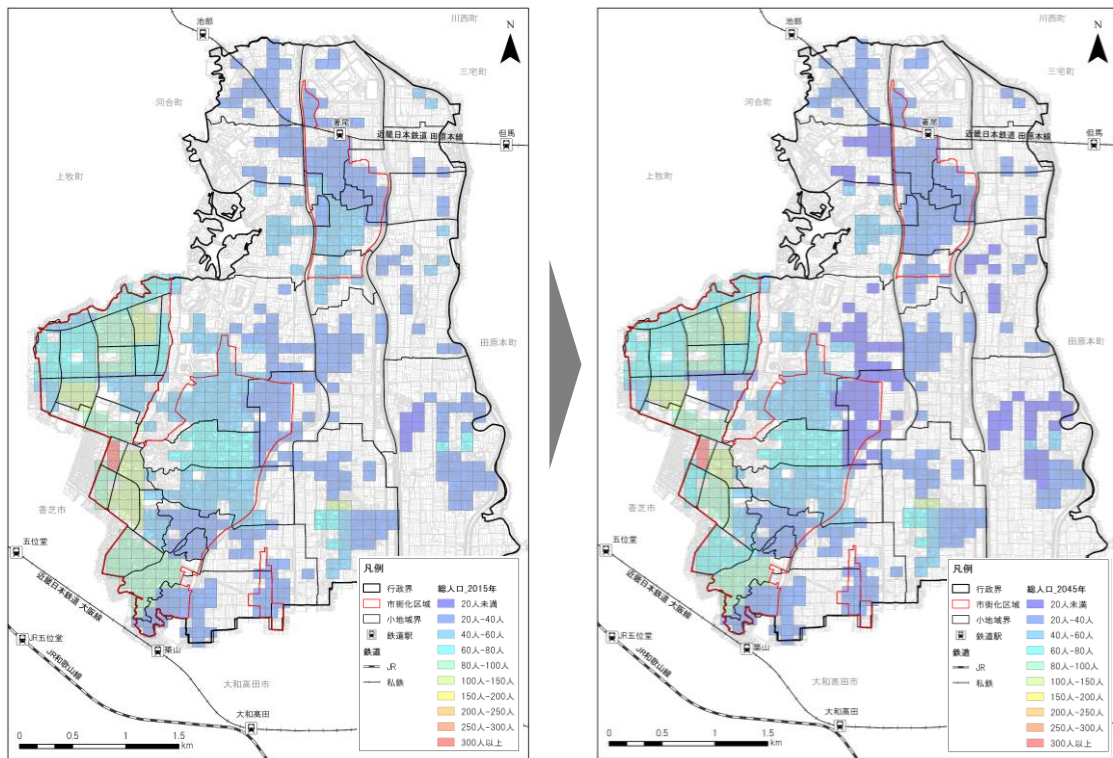 池部
川西町
N
三宅町
河合町
箸尾
近畿日本鉄道 田原本線
但馬
上牧町
田原本町
香芝市
五位堂
近畿日本鉄道 大阪線
JR五位堂
JR和歌山線
築山
大和高田市
大和高田
0 0.5 1 1.5
km
凡例
行政界
市街化区域
小地域界
鉄道駅
鉄道
JR
私鉄
総人口_2015年
20人未満
20人-40人
40人-60人
60人-80人
80人-100人
100人-150人
150人-200人
200人-250人
250人-300人
300人以上
池部
川西町
N
三宅町
河合町
箸尾
近畿日本鉄道 田原本線
但馬
上牧町
田原本町
香芝市
五位堂
近畿日本鉄道 大阪線
JR五位堂
JR和歌山線
築山
大和高田市
大和高田
0 0.5 1 1.5
km
凡例
行政界
市街化区域
小地域界
鉄道駅
鉄道
JR
私鉄
総人口_2045年
20人未満
20人-40人
40人-60人
60人-80人
80人-100人
100人-150人
150人-200人
200人-250人
250人-300人
300人以上